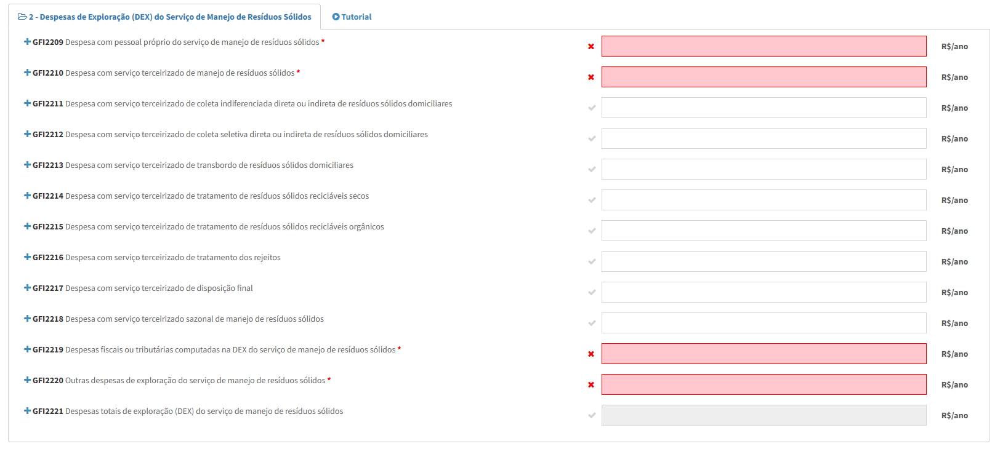 2 - Despesas de Exploração (DEX) do Serviço de Manejo de Resíduos Sólidos Tutorial
GFI2209 Despesa com pessoal próprio do serviço de manejo de resíduos sólidos * R$/ano
GFI2210 Despesa com serviço terceirizado de manejo de resíduos sólidos * R$/ano
GFI2211 Despesa com serviço terceirizado de coleta indiferenciada direta ou indireta de resíduos sólidos domiciliares R$/ano
GFI2212 Despesa com serviço terceirizado de coleta seletiva direta ou indireta de resíduos sólidos domiciliares R$/ano
GFI2213 Despesa com serviço terceirizado de transbordo de resíduos sólidos domiciliares R$/ano
GFI2214 Despesa com serviço terceirizado de tratamento de resíduos sólidos recicláveis secos R$/ano
GFI2215 Despesa com serviço terceirizado de tratamento de resíduos sólidos recicláveis orgânicos R$/ano
GFI2216 Despesa com serviço terceirizado de tratamento dos rejeitos R$/ano
GFI2217 Despesa com serviço terceirizado de disposição final R$/ano
GFI2218 Despesa com serviço terceirizado sazonal de manejo de resíduos sólidos R$/ano
GFI2219 Despesas fiscais ou tributárias computadas na DEX do serviço de manejo de resíduos sólidos * R$/ano
GFI2220 Outras despesas de exploração do serviço de manejo de resíduos sólidos * R$/ano
GFI2221 Despesas totais de exploração (DEX) do serviço de manejo de resíduos sólidos R$/ano